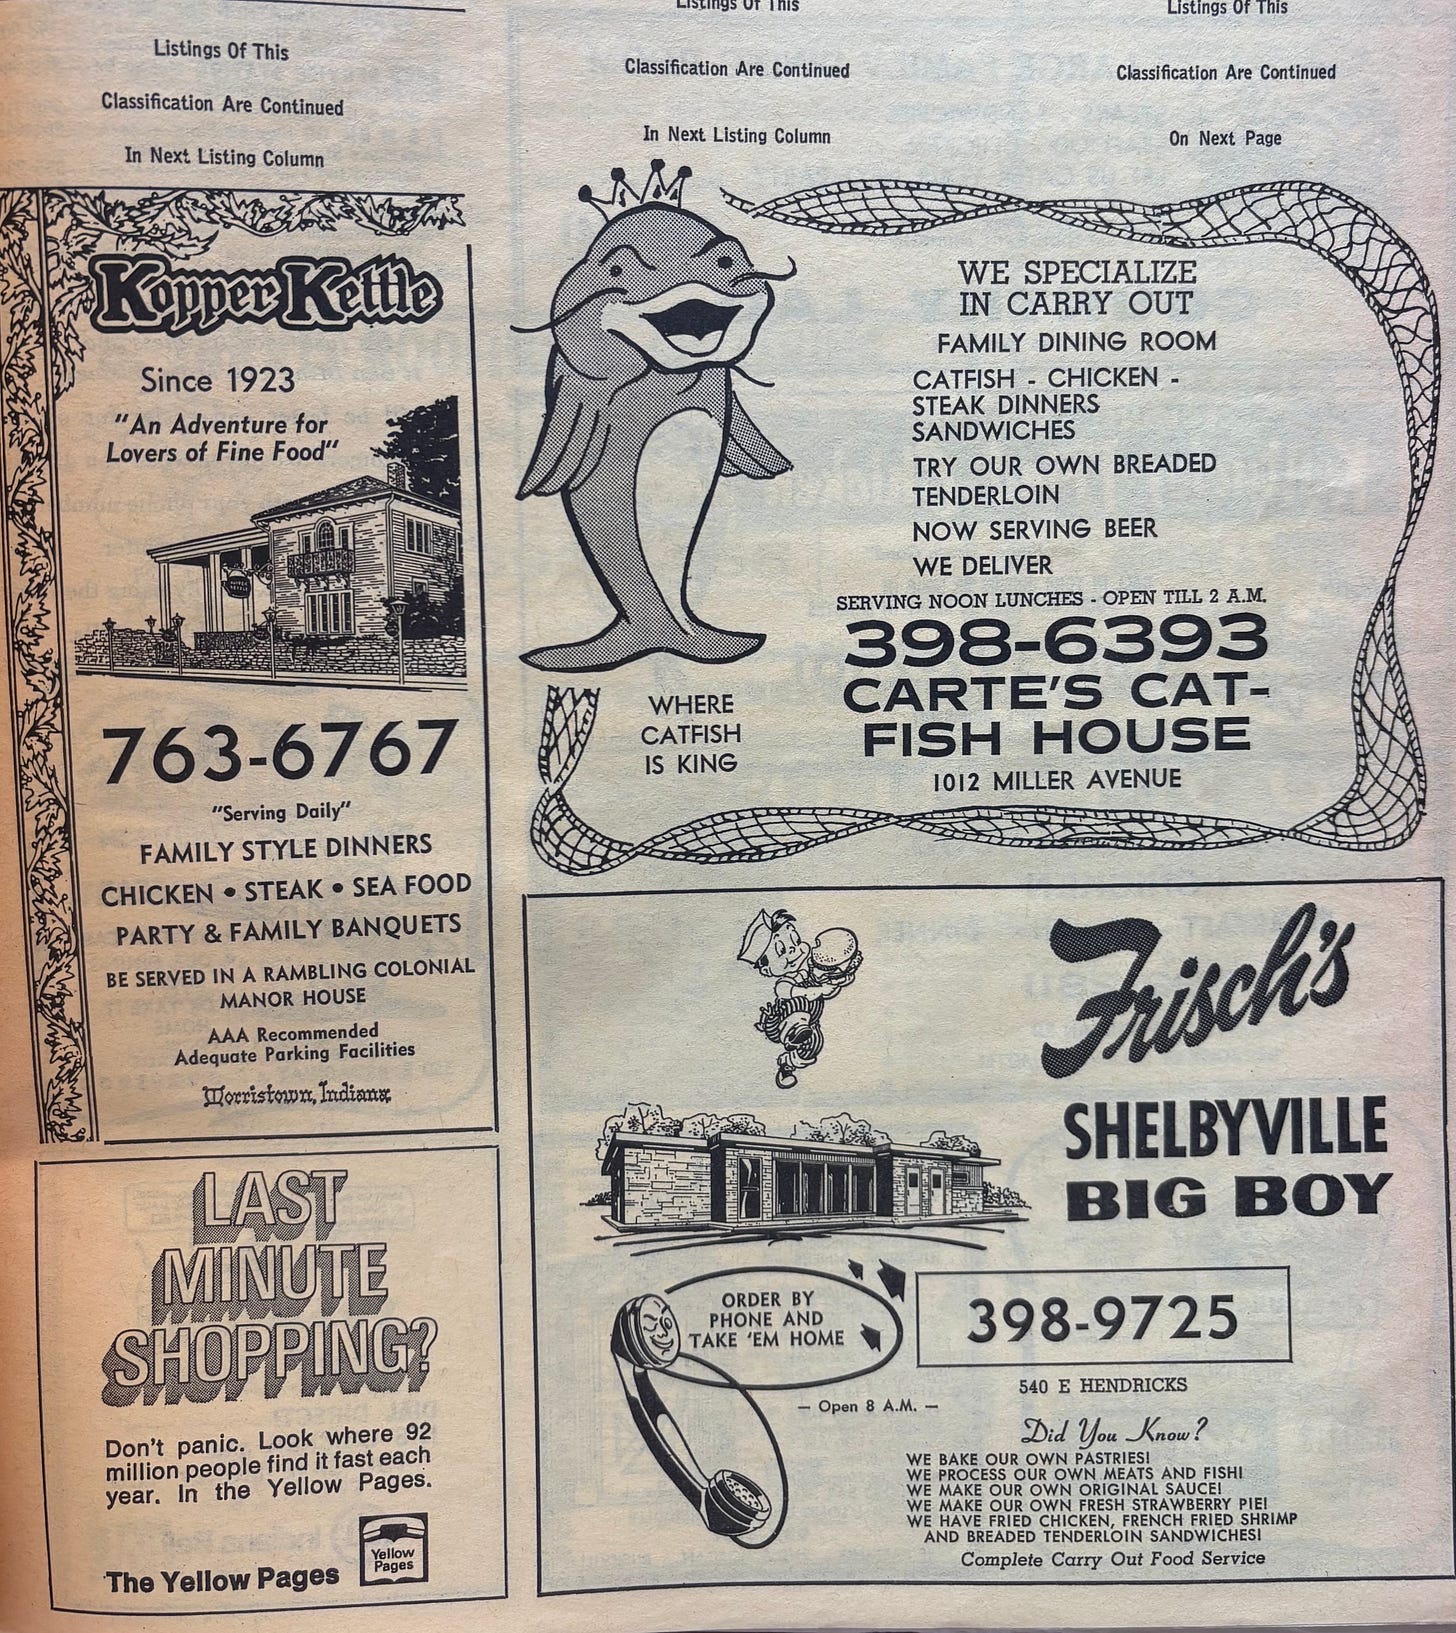 Listings Of This
Classification Are Continued
In Next Listing Column
Listings Of This
Classification Are Continued
In Next Listing Column
Listings Of This
Classification Are Continued
On Next Page
Kopper Kettle
Since 1923
"An Adventure for
Lovers of Fine Food"
763-6767
"Serving Daily"
FAMILY STYLE DINNERS
CHICKEN • STEAK • SEA FOOD
PARTY & FAMILY BANQUETS
BE SERVED IN A RAMBLING COLONIAL
MANOR HOUSE
AAA Recommended
Adequate Parking Facilities
Morristown, Indiana
LAST
MINUTE
SHOPPING?
Don't panic. Look where 92
million people find it fast each
year. In the Yellow Pages.
The Yellow Pages
Yellow
Pages
WE SPECIALIZE
IN CARRY OUT
FAMILY DINING ROOM
CATFISH - CHICKEN -
STEAK DINNERS
SANDWICHES
TRY OUR OWN BREADED
TENDERLOIN
NOW SERVING BEER
WE DELIVER
SERVING NOON LUNCHES - OPEN TILL 2 A.M.
398-6393
CARTE'S CAT-
FISH HOUSE
1012 MILLER AVENUE
WHERE
CATFISH
IS KING
Frisch's
SHELBYVILLE
BIG BOY
ORDER BY
PHONE AND
TAKE 'EM HOME
398-9725
540 E HENDRICKS
— Open 8 A.M. —
Did You Know?
WE BAKE OUR OWN PASTRIES!
WE PROCESS OUR OWN MEATS AND FISH!
WE MAKE OUR OWN ORIGINAL SAUCE!
WE MAKE OUR OWN FRESH STRAWBERRY PIE!
WE HAVE FRIED CHICKEN, FRENCH FRIED SHRIMP
AND BREADED TENDERLOIN SANDWICHES!
Complete Carry Out Food Service